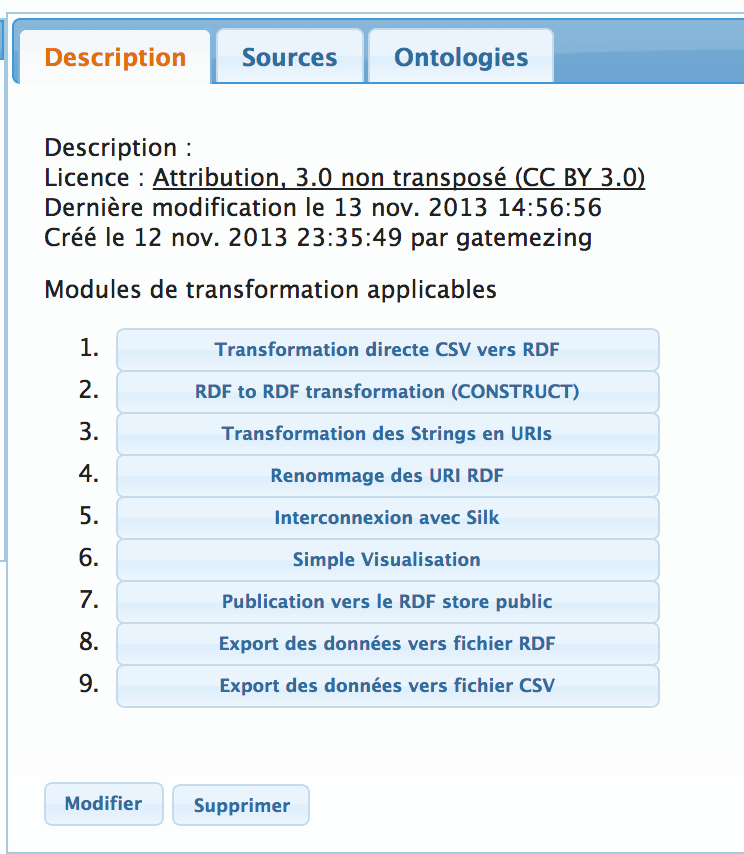 Description Sources Ontologies
Description :
Licence : Attribution, 3.0 non transposé (CC BY 3.0)
Dernière modification le 13 nov. 2013 14:56:56
Créé le 12 nov. 2013 23:35:49 par gatemezing
Modules de transformation applicables
1. Transformation directe CSV vers RDF
2. RDF to RDF transformation (CONSTRUCT)
3. Transformation des Strings en URIs
4. Renommage des URI RDF
5. Interconnexion avec Silk
6. Simple Visualisation
7. Publication vers le RDF store public
8. Export des données vers fichier RDF
9. Export des données vers fichier CSV
Modifier Supprimer